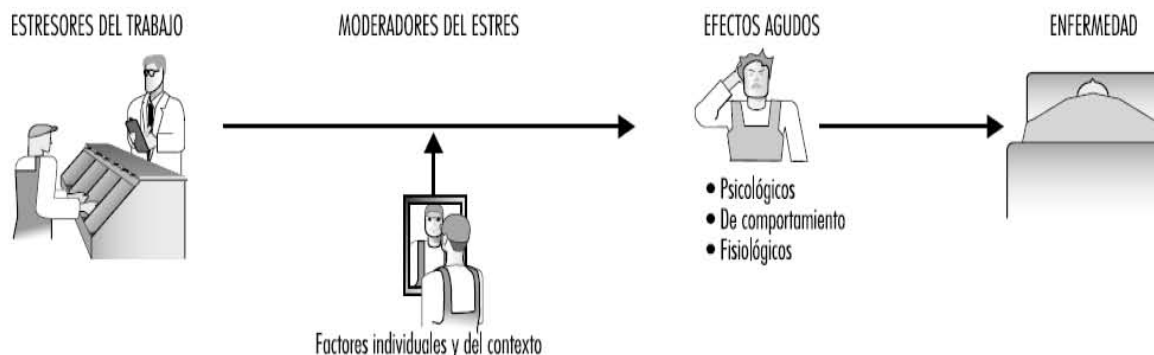 ESTRESORES DEL TRABAJO
MODERADORES DEL ESTRES
EFECTOS AGUDOS
ENFERMEDAD
• Psicológicos
• De comportamiento
• Fisiológicos
Factores individuales y del contexto